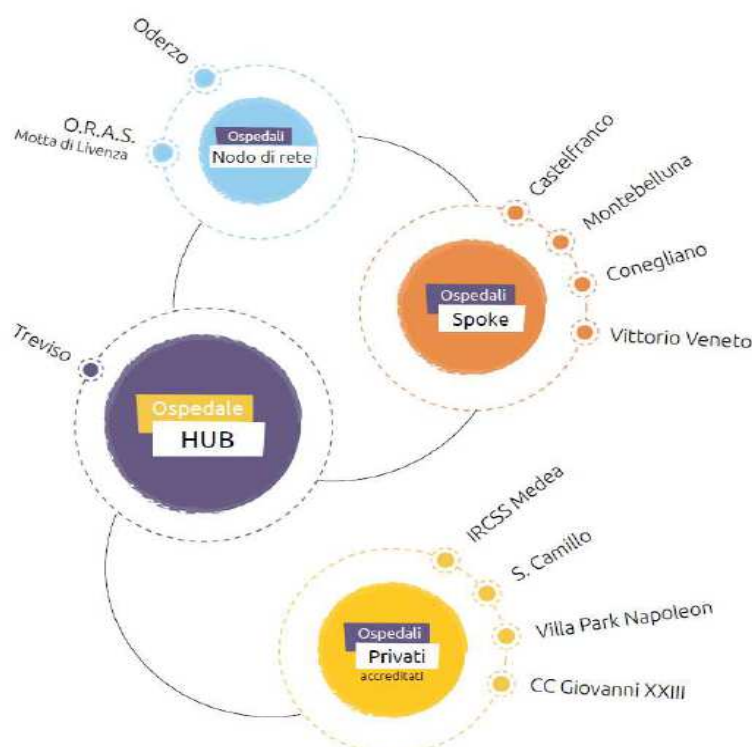 Oderzo
O.R.A.S.
Motta di Livenza
Ospedali
Nodo di rete
Castelfranco
Montebelluna
Conegliano
Vittorio Veneto
Ospedali
Spoke
Treviso
Ospedale
HUB
IRCSS Medea
S. Camillo
Villa Park Napoleon
CC Giovanni XXIII
Ospedali
Privati
accreditati